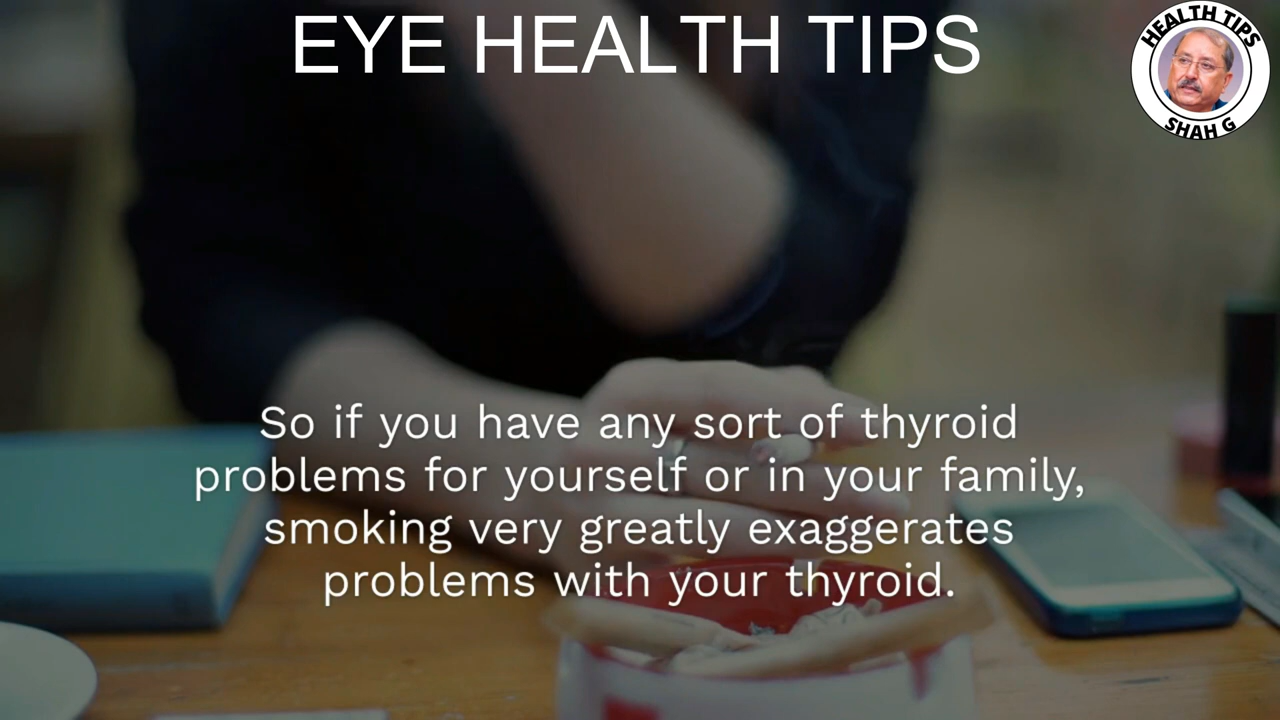 EYE HEALTH TIPS
HEALTH TIPS
SHAH G
So if you have any sort of thyroid
problems for yourself or in your family,
smoking very greatly exaggerates
problems with your thyroid.